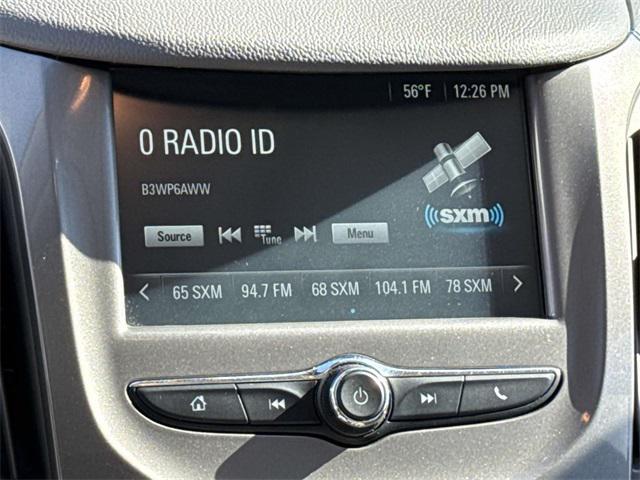 56°F 12:26 PM
0 RADIO ID
B3WP6AWW
((sxm))
Source Tune Menu
65 SXM 94.7 FM 68 SXM 104.1 FM 78 SXM